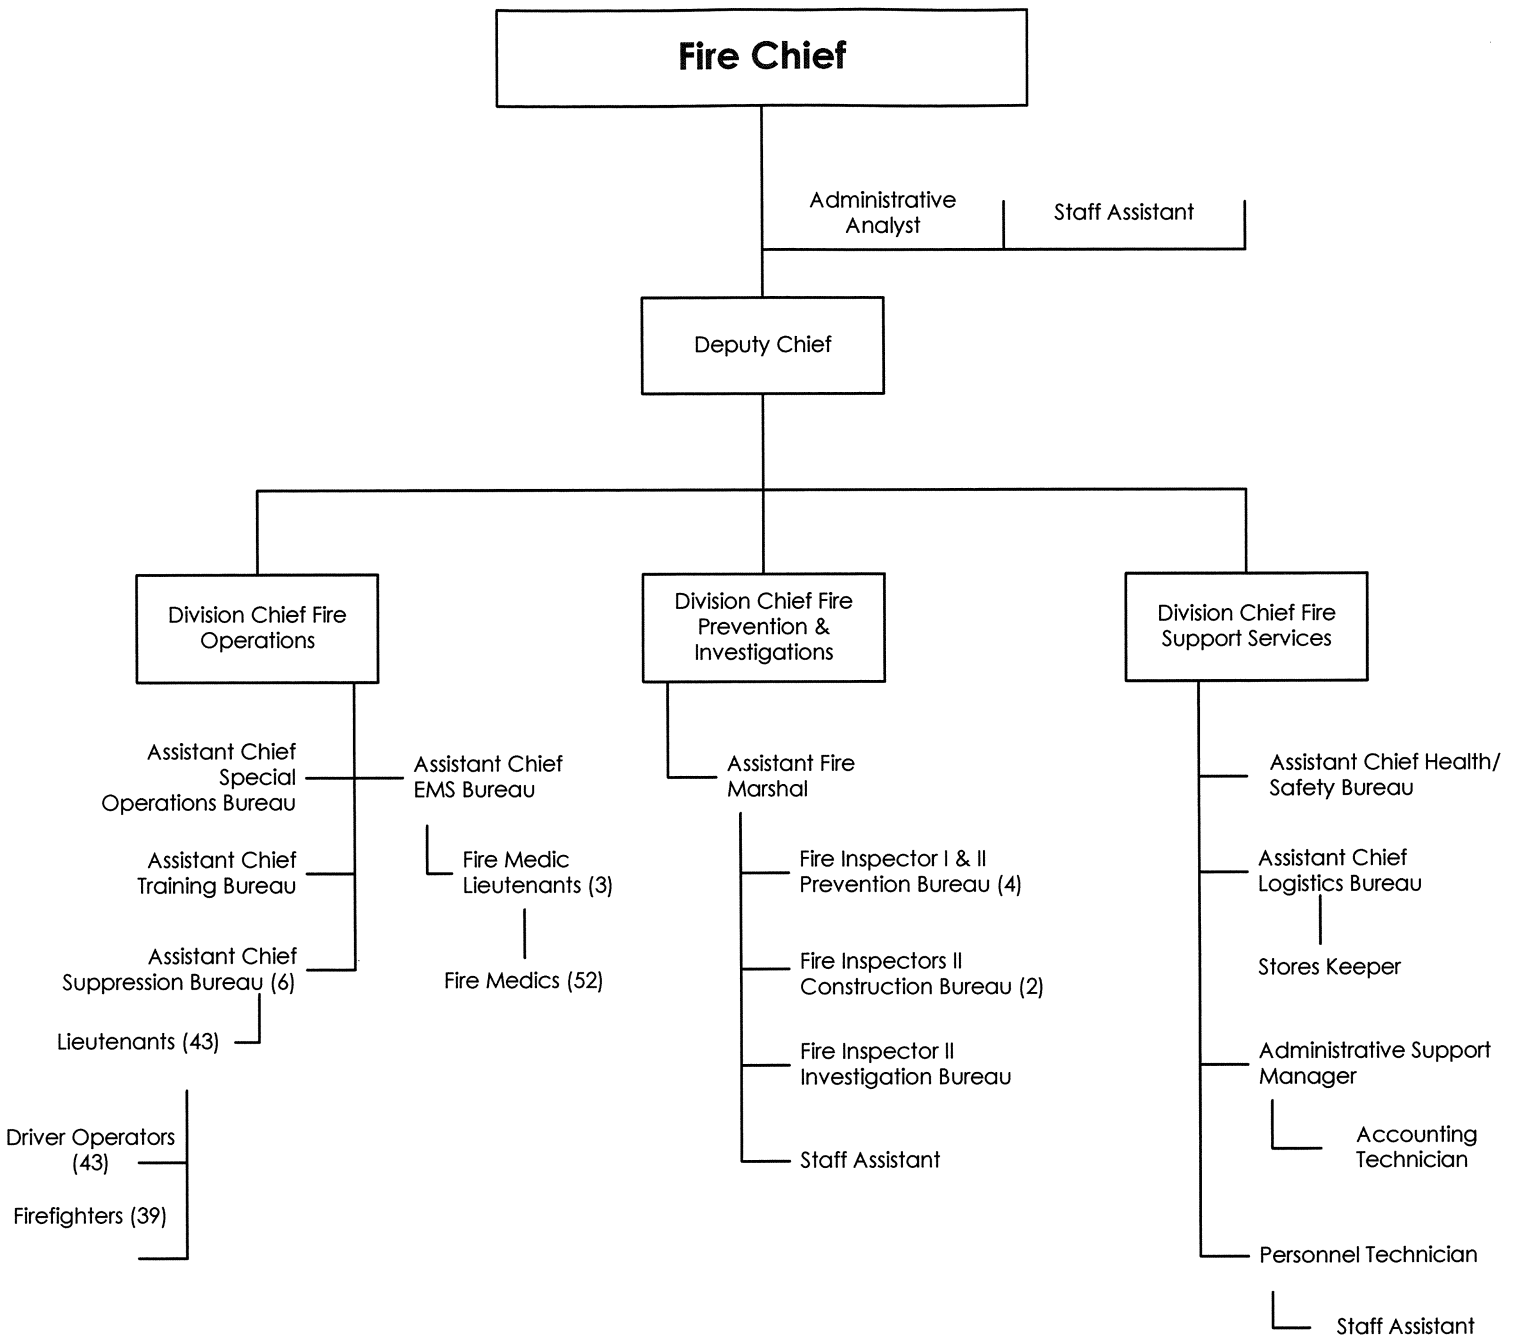 Fire Chief
Administrative
Analyst
Staff Assistant
Deputy Chief
Division Chief Fire
Operations
Division Chief Fire
Prevention &
Investigations
Division Chief Fire
Support Services
Assistant Chief
Special
Operations Bureau
Assistant Chief
EMS Bureau
Assistant Chief
Training Bureau
Fire Medic
Lieutenants (3)
Assistant Chief
Suppression Bureau (6)
Fire Medics (52)
Lieutenants (43)
Driver Operators
(43)
Firefighters (39)
Assistant Fire
Marshal
Fire Inspector I & II
Prevention Bureau (4)
Fire Inspectors II
Construction Bureau (2)
Fire Inspector II
Investigation Bureau
Staff Assistant
Assistant Chief Health/
Safety Bureau
Assistant Chief
Logistics Bureau
Stores Keeper
Administrative Support
Manager
Accounting
Technician
Personnel Technician
Staff Assistant